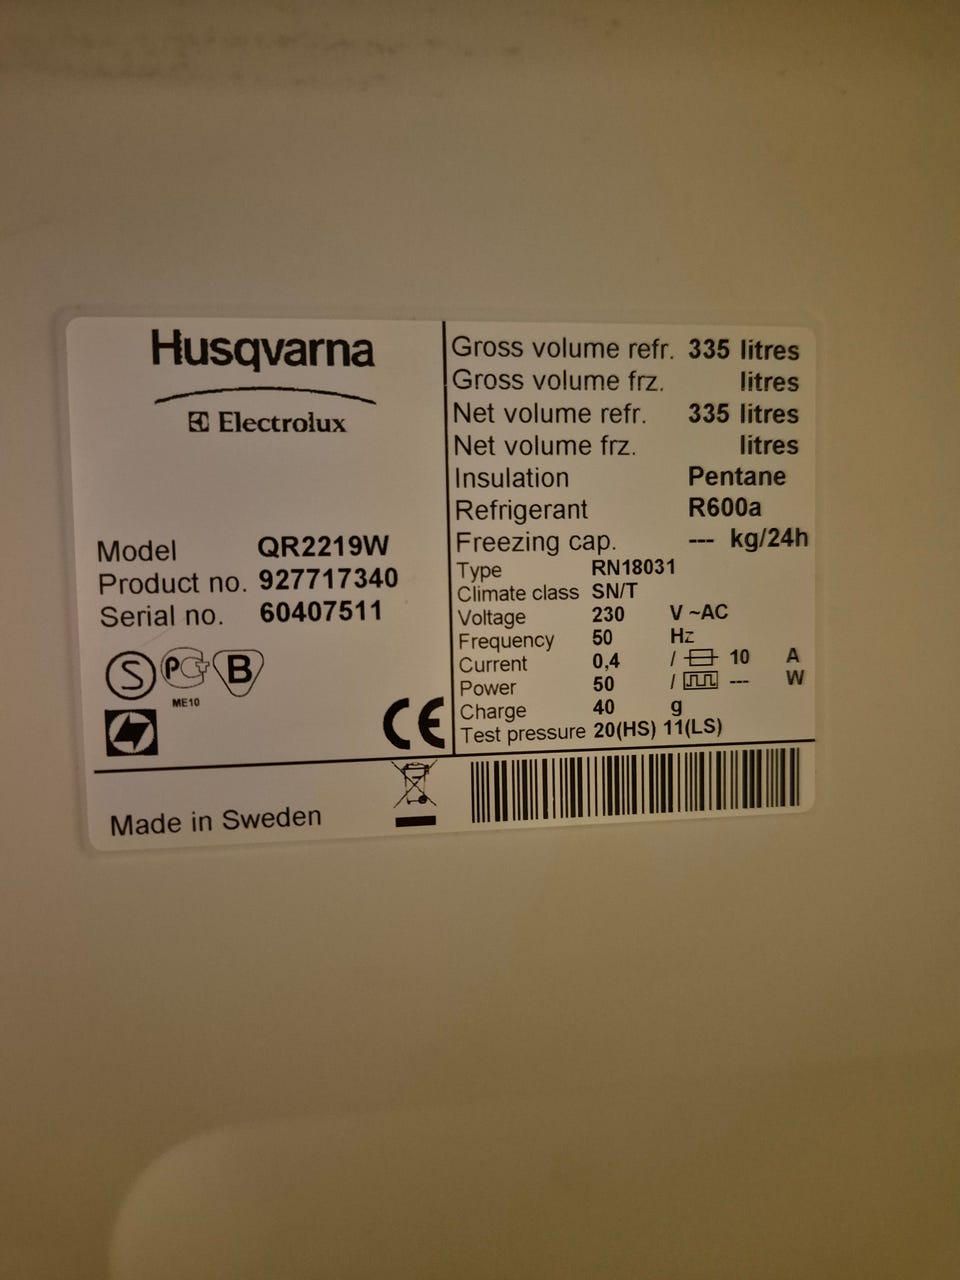 Husqvarna
Electrolux
Model QR2219W
Product no. 927717340
Serial no. 60407511
S PC B
ME10
CE
Made in Sweden
Gross volume refr. 335 litres
Gross volume frz. litres
Net volume refr. 335 litres
Net volume frz. litres
Insulation Pentane
Refrigerant R600a
Freezing cap. --- kg/24h
Type RN18031
Climate class SN/T
Voltage 230 V ~AC
Frequency 50 Hz
Current 0,4 / 10 A
Power 50 / --- W
Charge 40 g
Test pressure 20(HS) 11(LS)